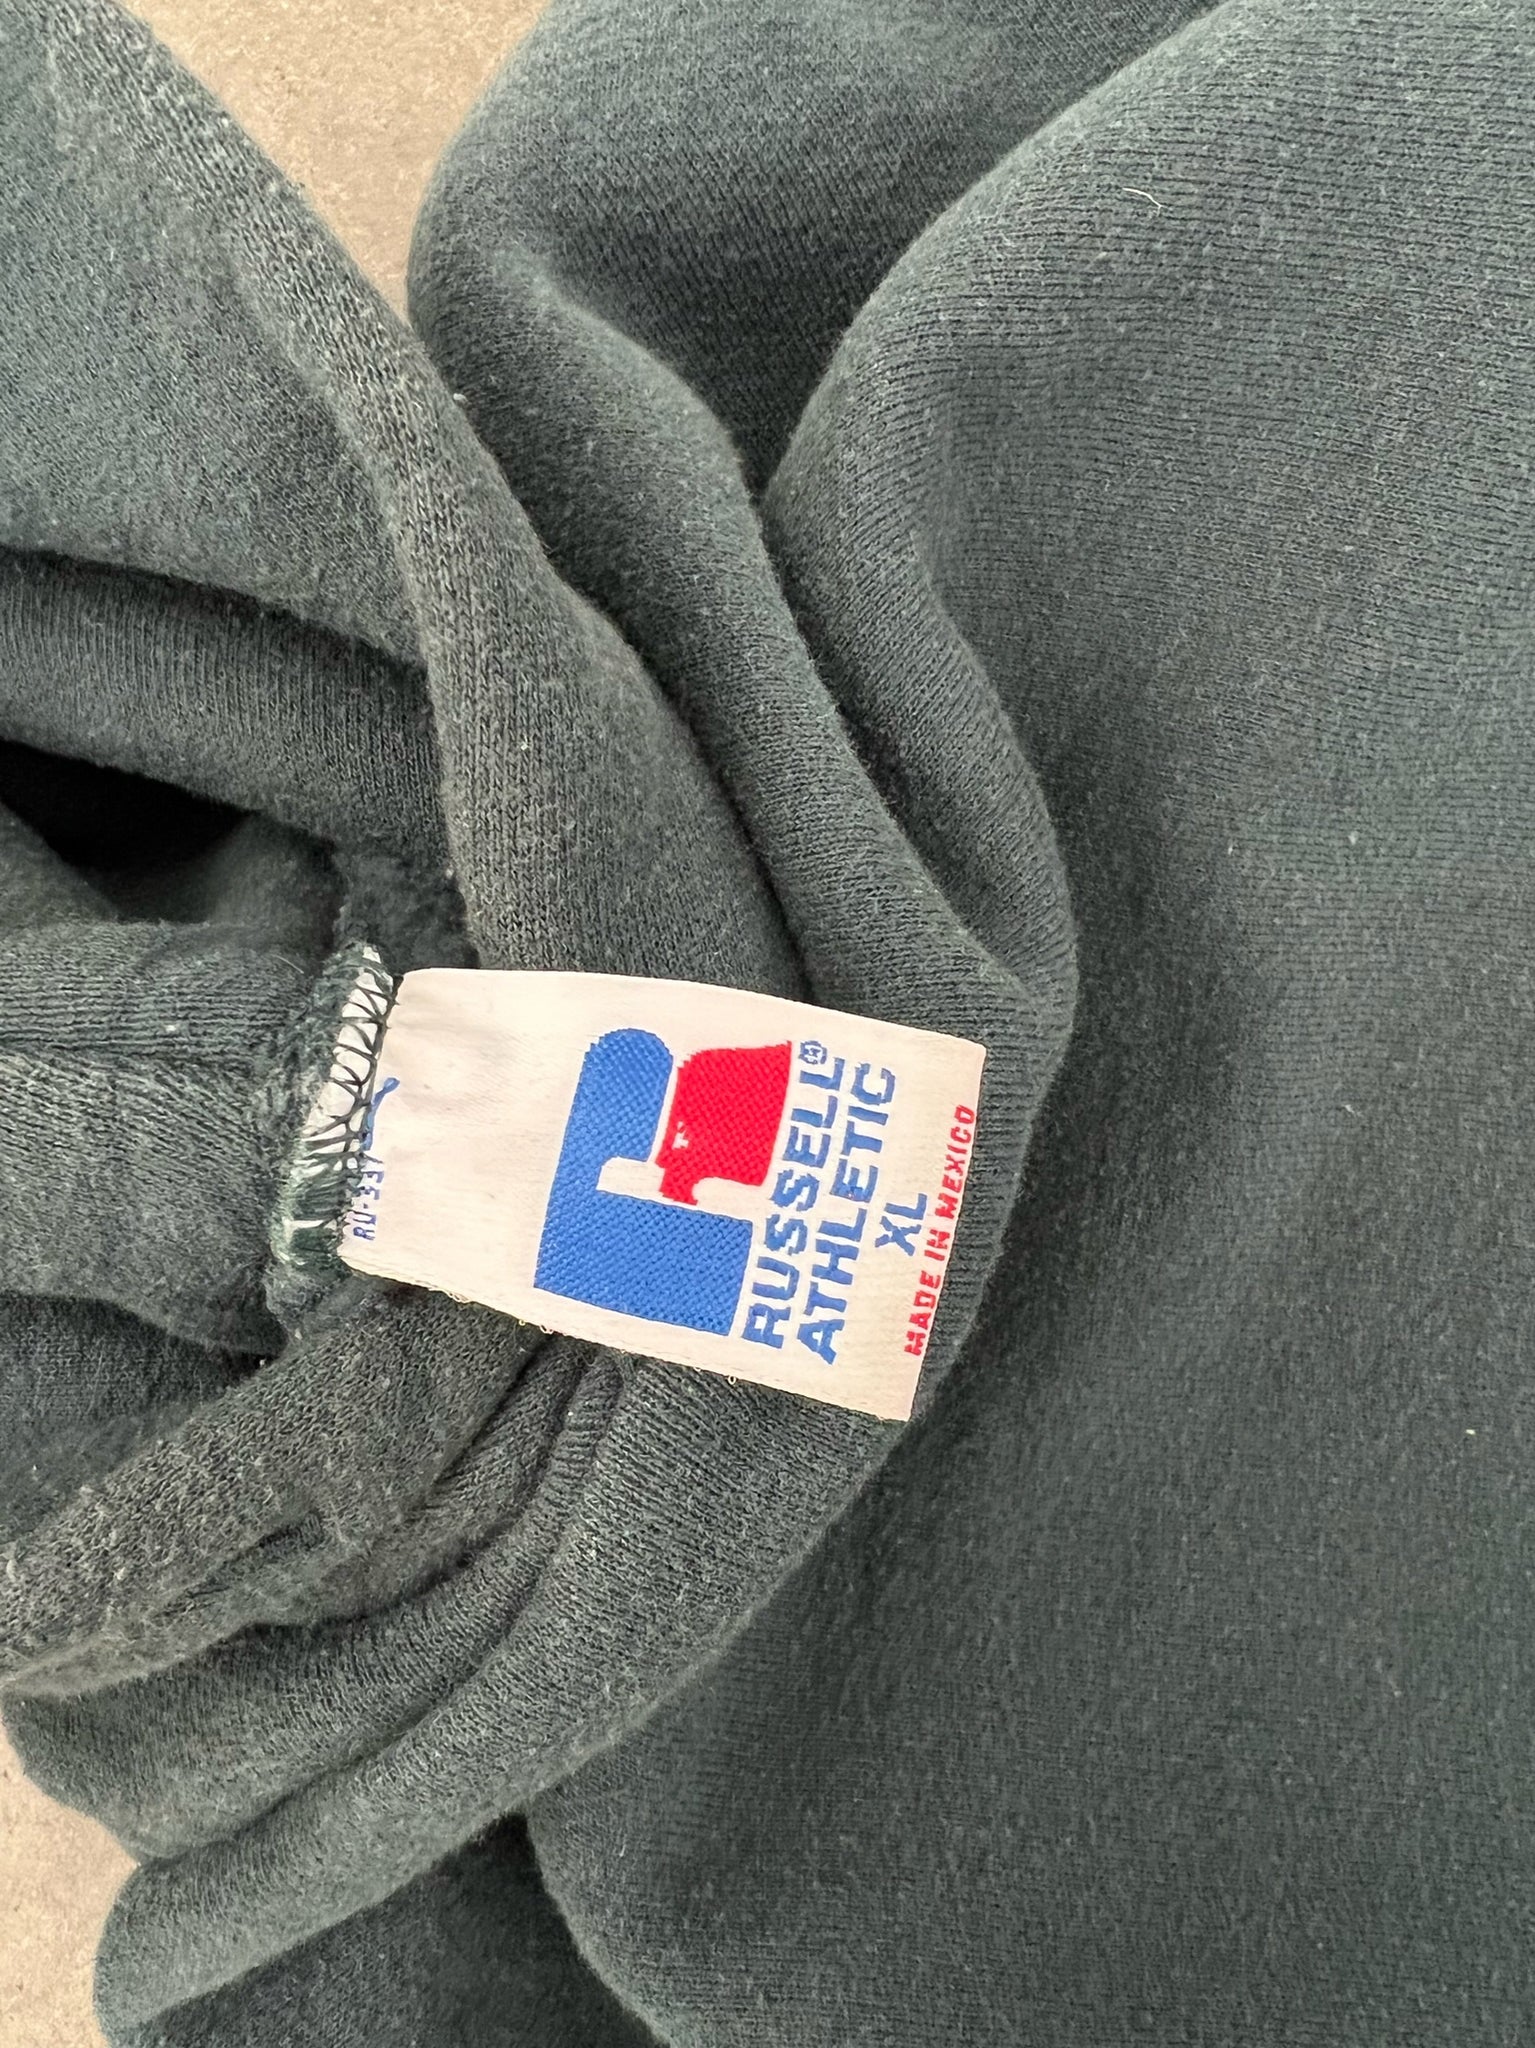 RUSSELL®
ATHLETIC
XL
MADE IN MEXICO